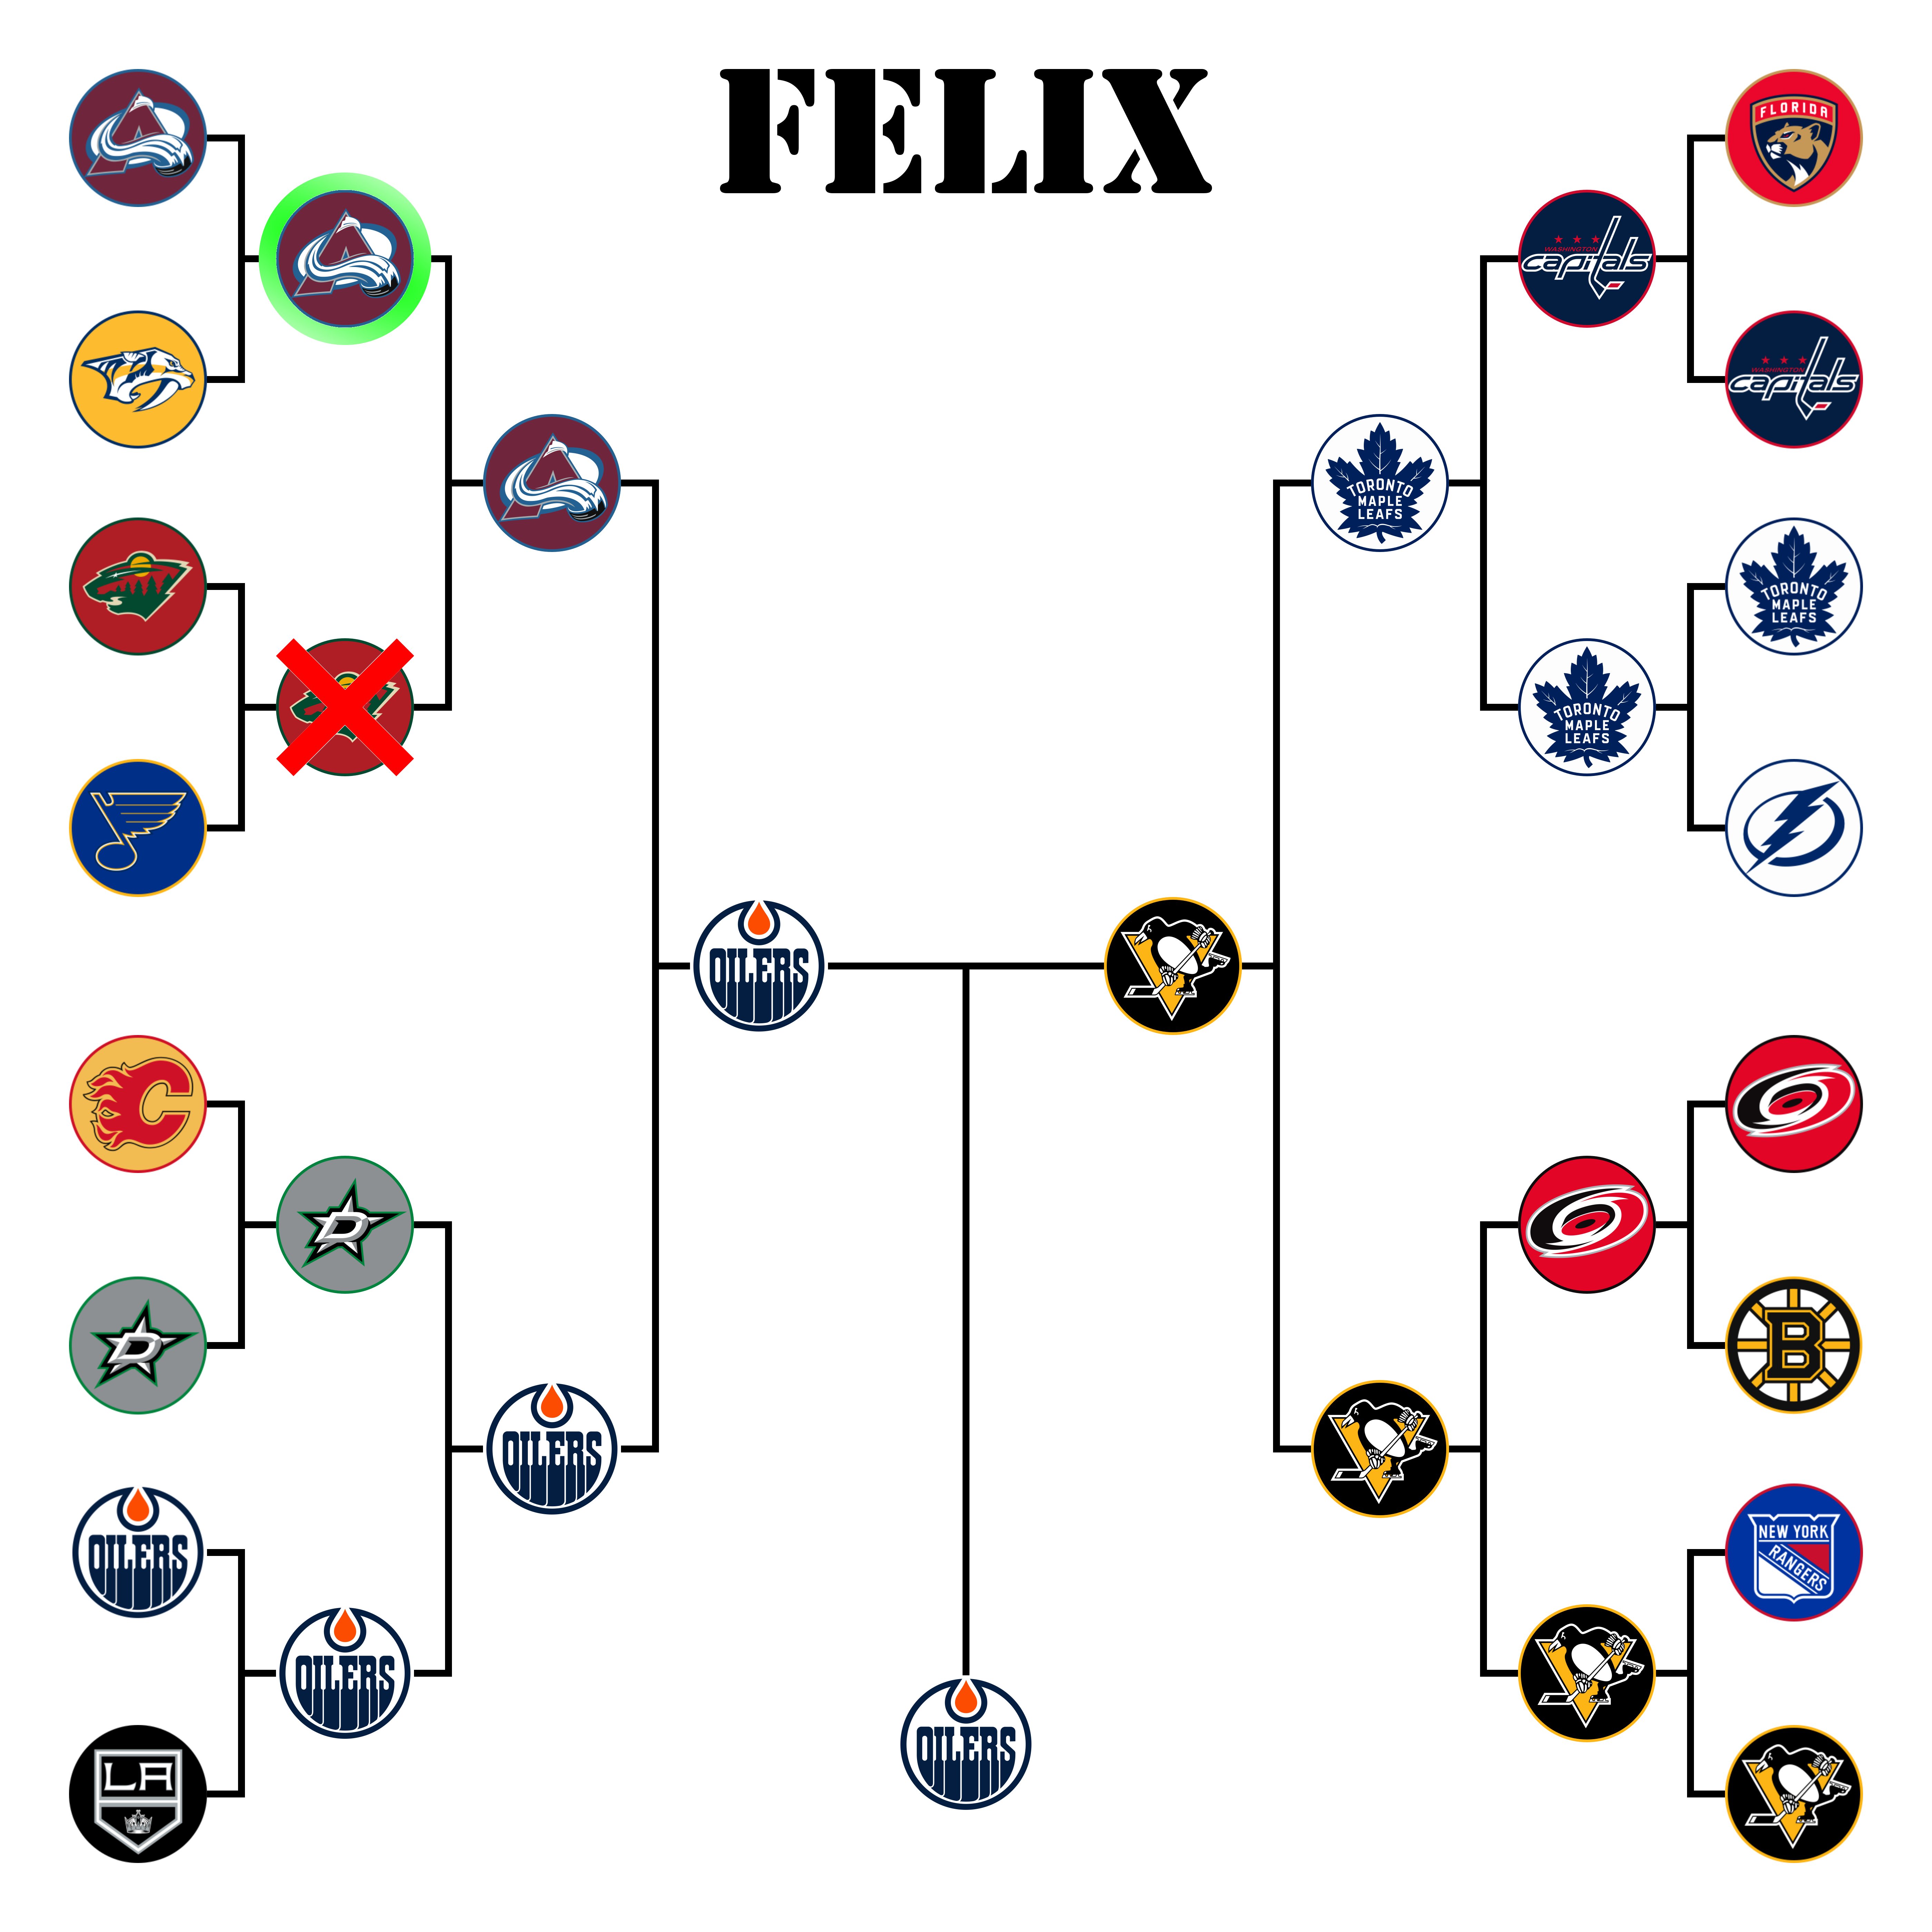 FELIX
FLORIDA
WASHINGTON
capitals
WASHINGTON
capitals
TORONTO
MAPLE
LEAFS
TORONTO
MAPLE
LEAFS
TORONTO
MAPLE
LEAFS
OILERS
C
D
D
B
OILERS
OILERS
NEW YORK
RANGERS
OILERS
OILERS
LA